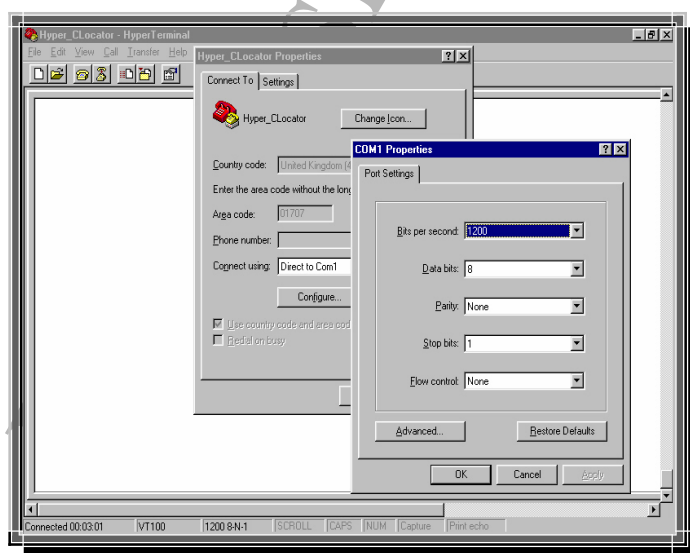 Hyper_CLocator - HyperTerminal
File Edit View Call Transfer Help
Hyper_CLocator Properties
Connect To Settings
Hyper_CLocator Change Icon...
Country code: United Kingdom (4
Enter the area code without the long
Area code: 01707
Phone number:
Connect using: Direct to Com1
Configure...
Use country code and area cod
Redial on busy
COM1 Properties
Port Settings
Bits per second: 1200
Data bits: 8
Parity: None
Stop bits: 1
Flow control: None
Advanced... Restore Defaults
OK Cancel Apply
Connected 00:03:01 VT100 1200 8-N-1 SCROLL CAPS NUM Capture Print echo